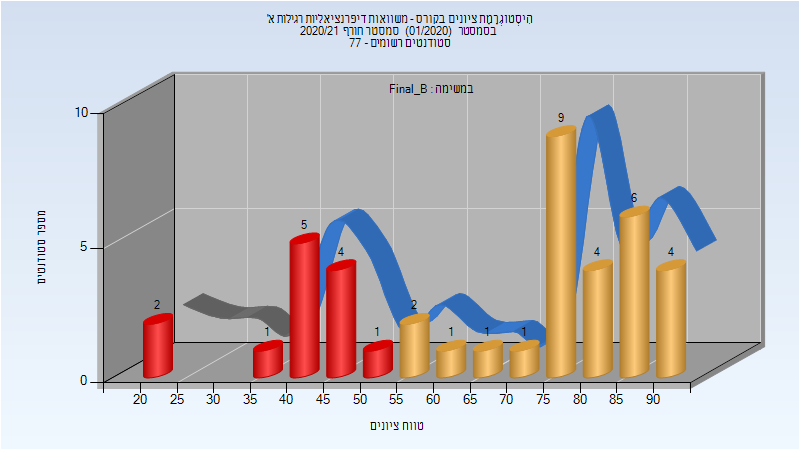 היסטוגרמת ציונים בקורס - משוואות דיפרנציאליות רגילות א'
בסמסטר (01/2020) סמסטר חורף 2020/21
סטודנטים רשומים - 77
במשימה : Final_B
מספר סטודנטים
10
5
0
2
1
5
4
1
2
1
1
1
9
4
6
4
20 25 30 35 40 45 50 55 60 65 70 75 80 85 90
טווח ציונים